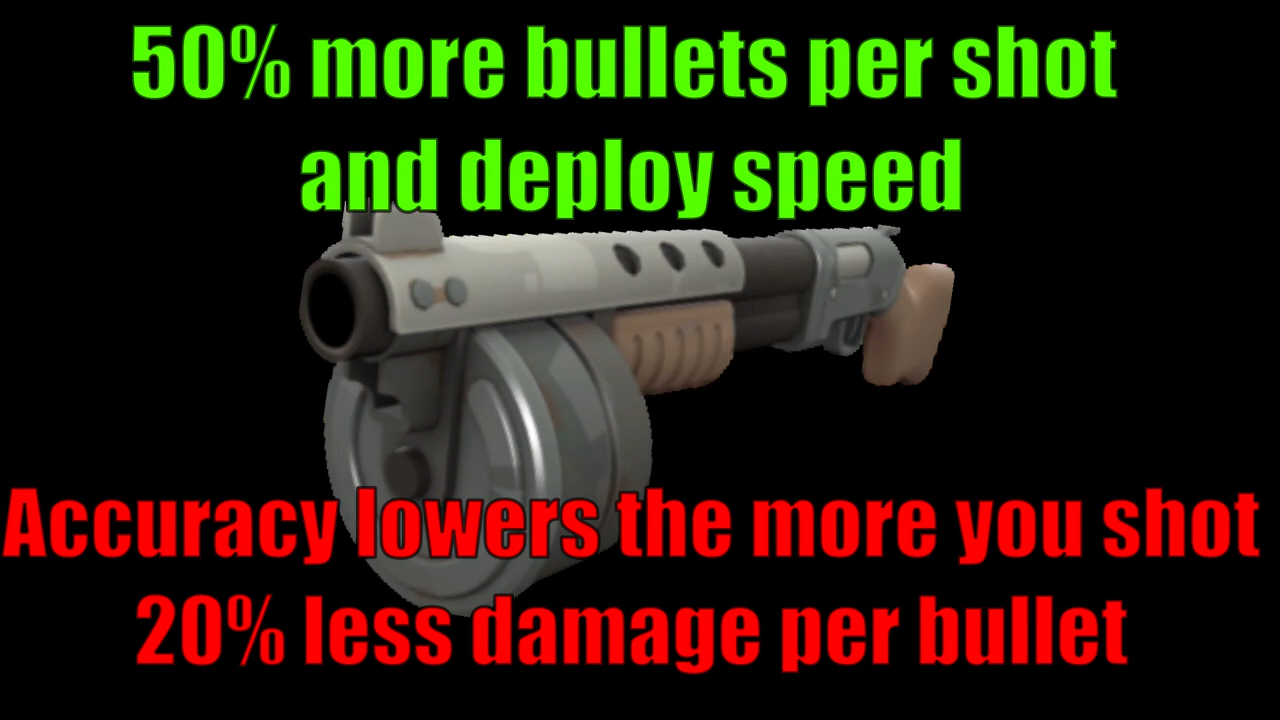 50% more bullets per shot
and deploy speed
Accuracy lowers the more you shot
20% less damage per bullet